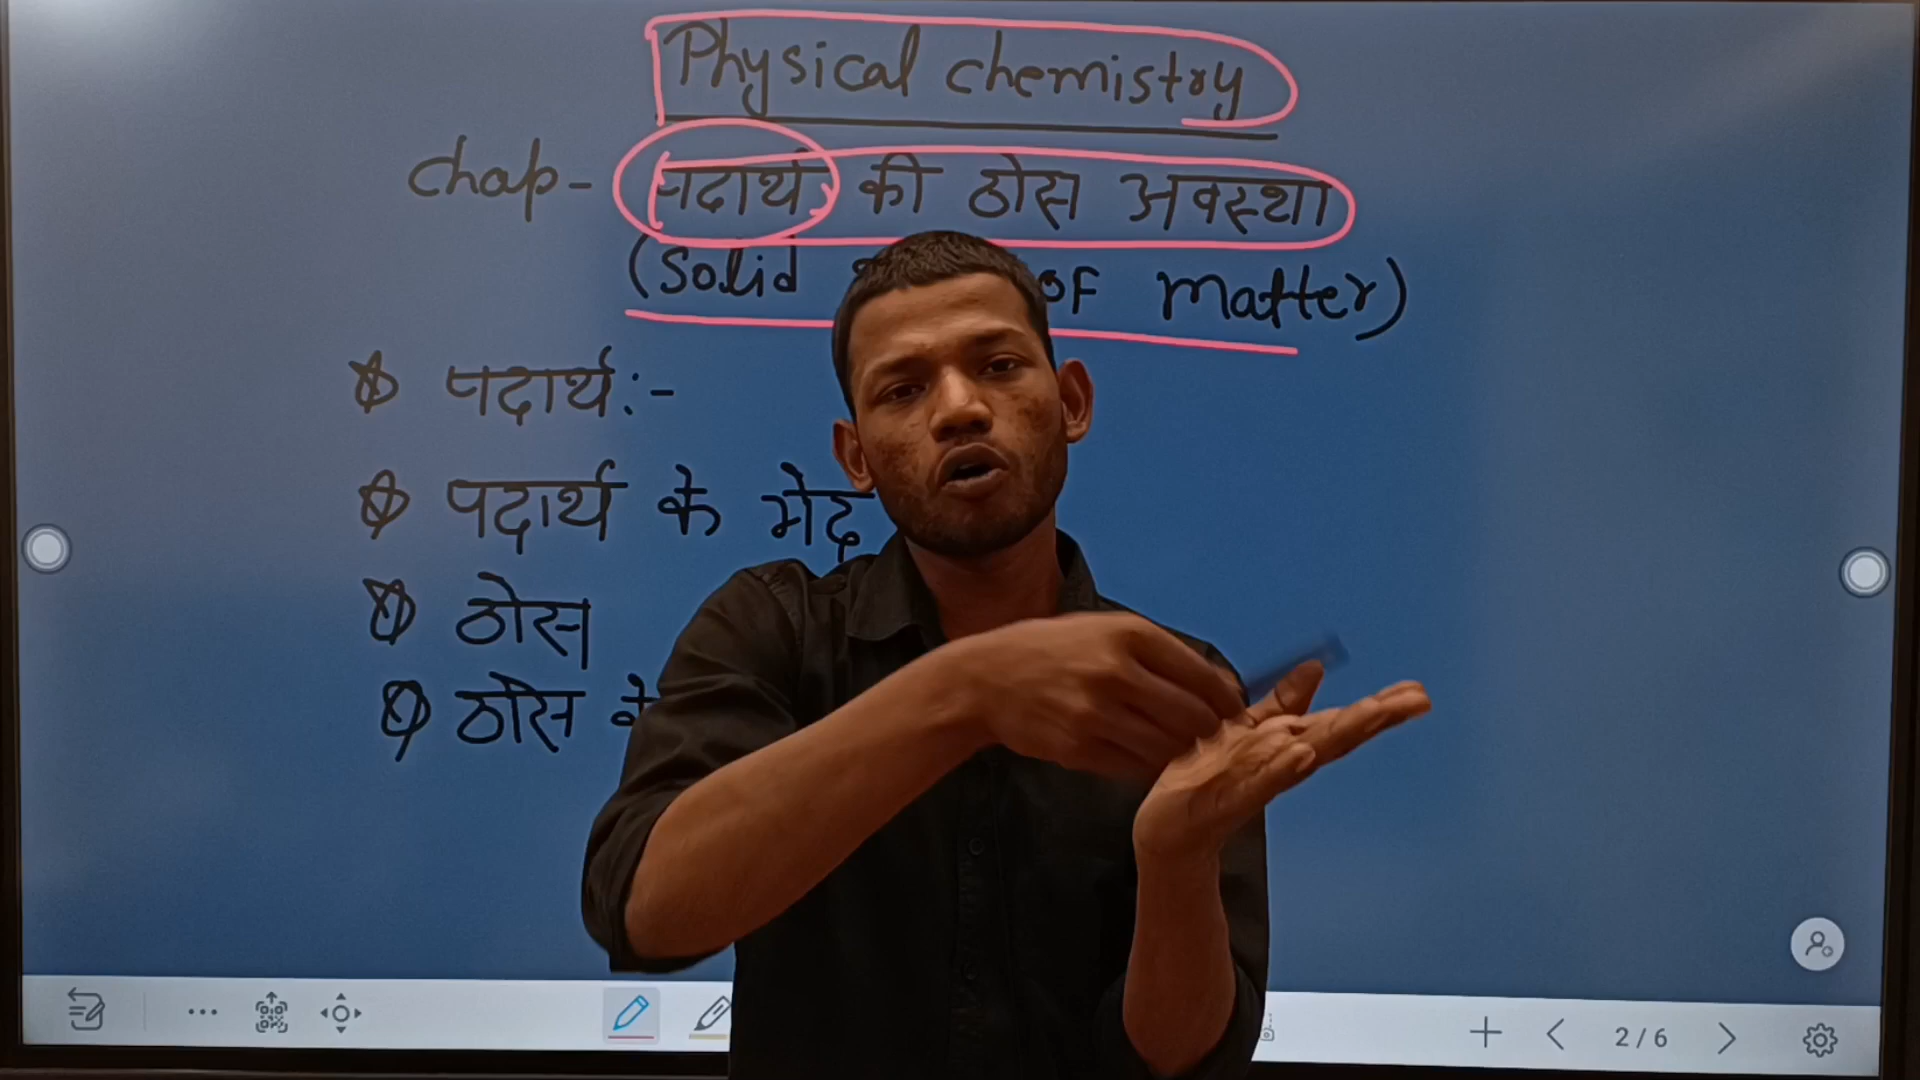 Physical chemistry
chap- पदार्थ की ठोस अवस्था
(Solid of matter)
पदार्थ:-
पदार्थ के भेद
ठोस
ठोस के
2/6